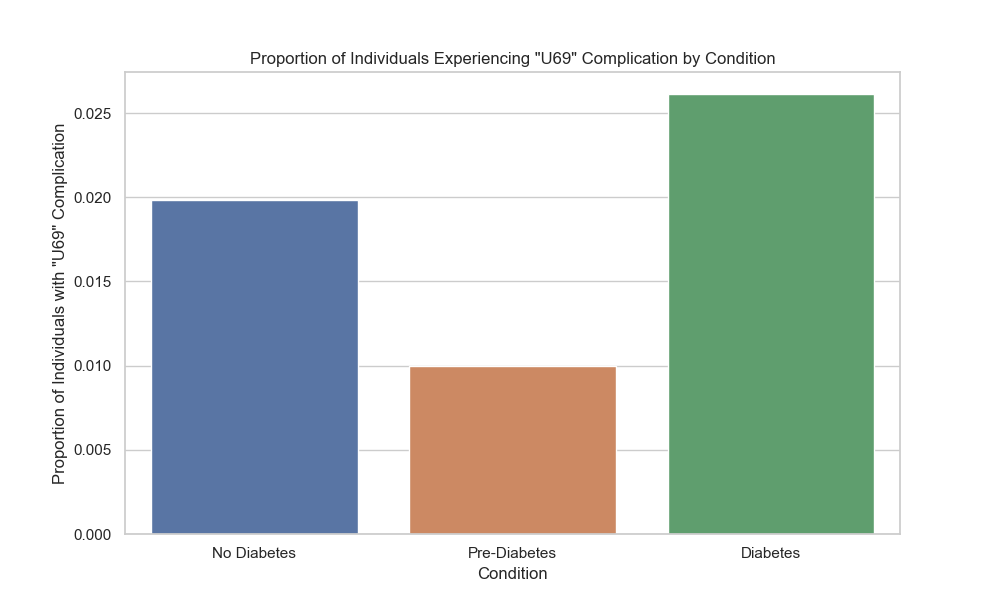 Proportion of Individuals Experiencing "U69" Complication by Condition
Proportion of Individuals with "U69" Complication
0.025
0.020
0.015
0.010
0.005
0.000
No Diabetes
Pre-Diabetes
Diabetes
Condition